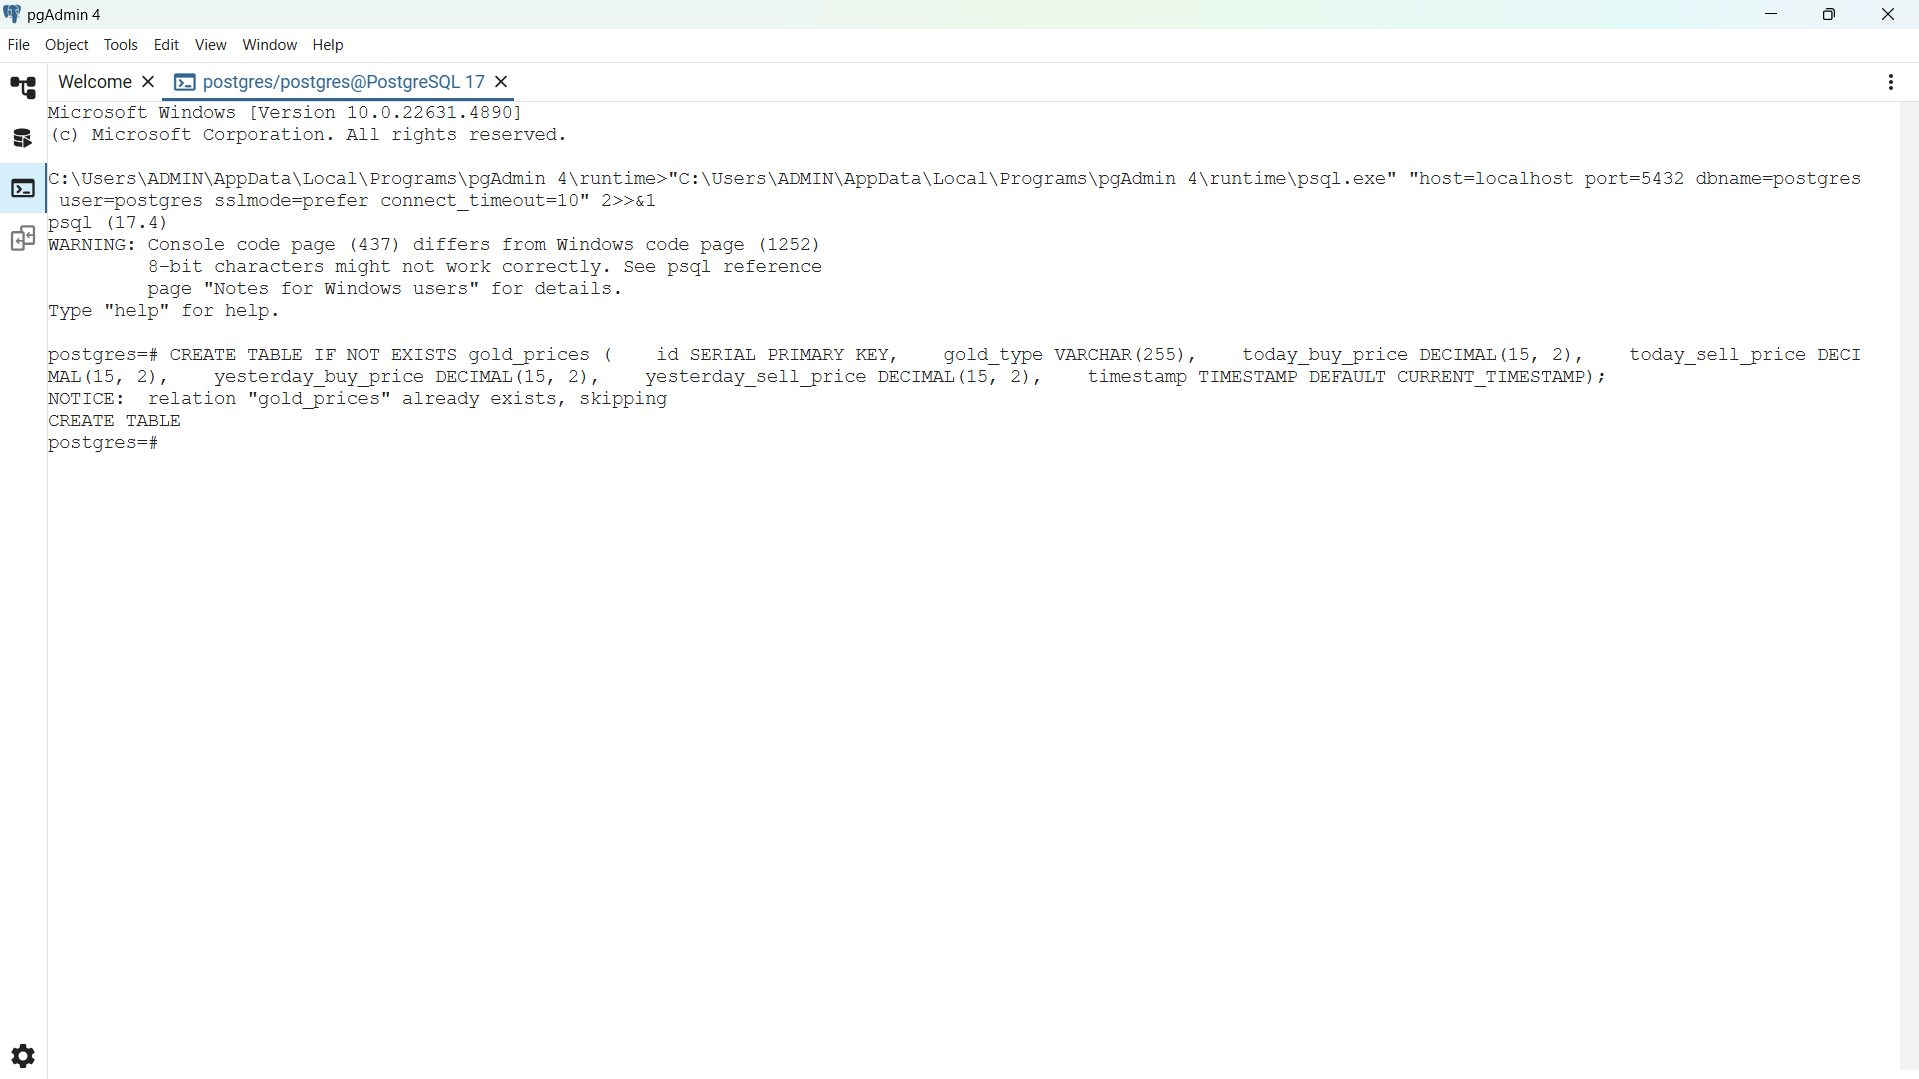 pgAdmin 4
File Object Tools Edit View Window Help
Welcome postgres/postgres@PostgreSQL 17
Microsoft Windows [Version 10.0.22631.4890]
(c) Microsoft Corporation. All rights reserved.
C:\Users\ADMIN\AppData\Local\Programs\pgAdmin 4\runtime>"C:\Users\ADMIN\AppData\Local\Programs\pgAdmin 4\runtime\psql.exe" "host=localhost port=5432 dbname=postgres
user=postgres sslmode=prefer connect_timeout=10" 2>>&1
psql (17.4)
WARNING: Console code page (437) differs from Windows code page (1252)
8-bit characters might not work correctly. See psql reference
page "Notes for Windows users" for details.
Type "help" for help.
postgres=# CREATE TABLE IF NOT EXISTS gold_prices (    id SERIAL PRIMARY KEY,    gold_type VARCHAR(255),    today_buy_price DECIMAL(15, 2),    today_sell_price DECI
MAL(15, 2),    yesterday_buy_price DECIMAL(15, 2),    yesterday_sell_price DECIMAL(15, 2),    timestamp TIMESTAMP DEFAULT CURRENT_TIMESTAMP);
NOTICE:  relation "gold_prices" already exists, skipping
CREATE TABLE
postgres=#